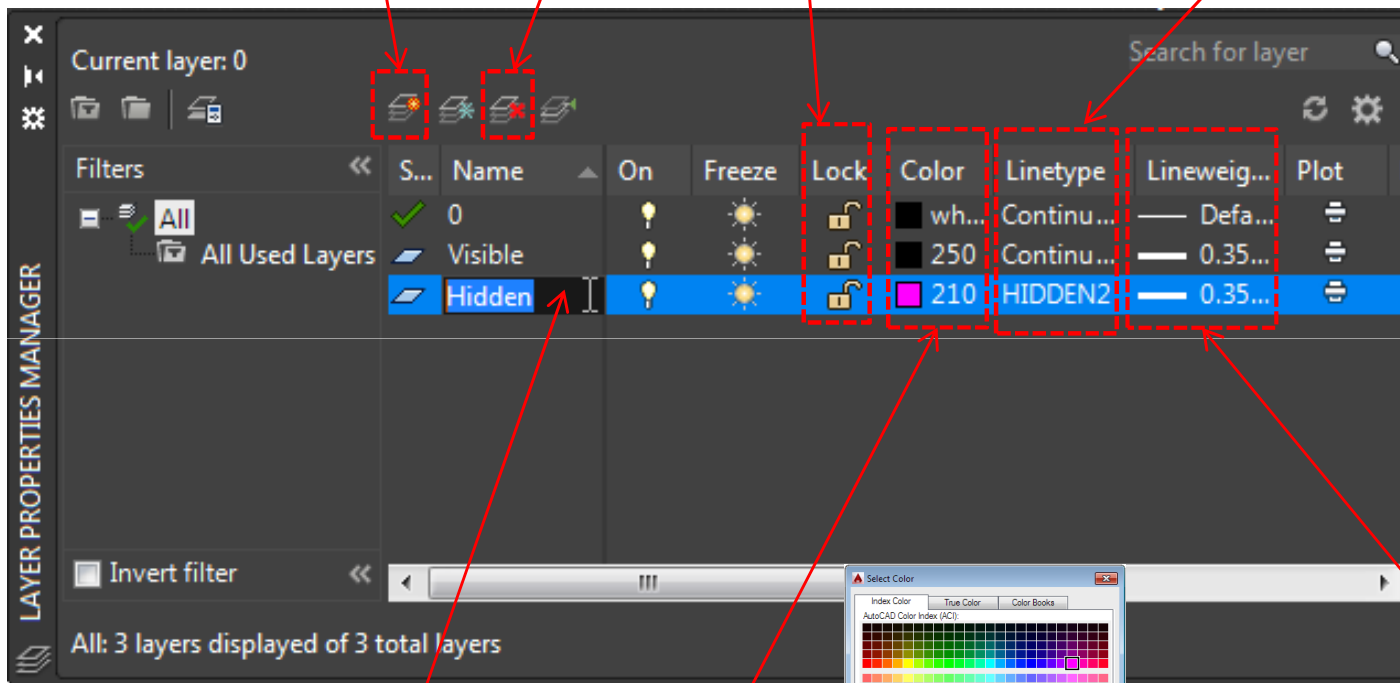 Current layer: 0
Search for layer
Filters
S... Name On Freeze Lock Color Linetype Lineweig... Plot
All
0 wh... Continu... Defa...
All Used Layers
Visible 250 Continu... 0.35...
Hidden 210 HIDDEN2 0.35...
Invert filter
All: 3 layers displayed of 3 total layers
LAYER PROPERTIES MANAGER
Select Color
Index Color True Color Color Books
AutoCAD Color Index (ACI):